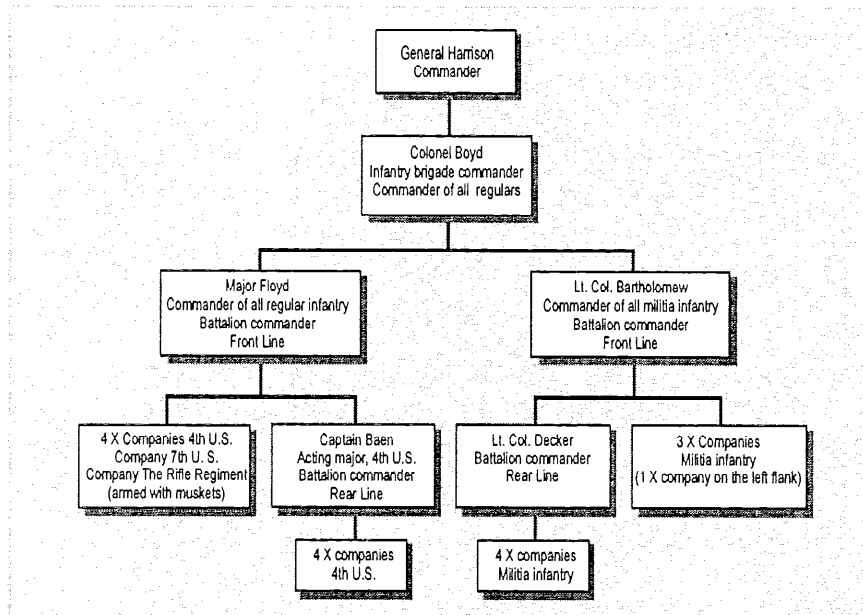 General Harrison
Commander
Colonel Boyd
Infantry brigade commander
Commander of all regulars
Major Floyd
Commander of all regular infantry
Battalion commander
Front Line
Lt. Col. Bartholomew
Commander of all militia infantry
Battalion commander
Front Line
4 X Companies 4th U.S.
Company 7th U. S.
Company The Rifle Regiment
(armed with muskets)
Captain Baen
Acting major, 4th U.S.
Battalion commander
Rear Line
Lt. Col. Decker
Battalion commander
Rear Line
3 X Companies
Militia infantry
(1 X company on the left flank)
4 X companies
4th U.S.
4 X companies
Militia infantry